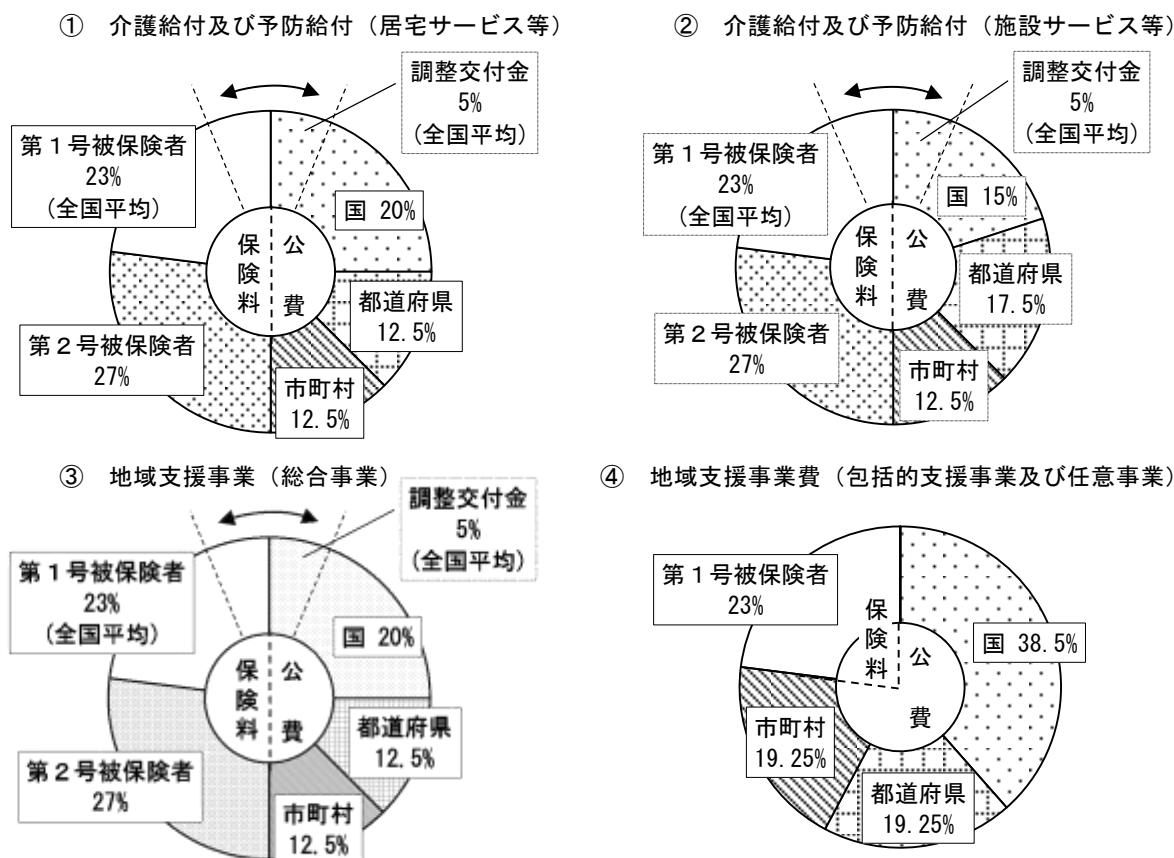 ① 介護給付及び予防給付（居宅サービス等）
調整交付金
5%
(全国平均)
第１号被保険者
23%
(全国平均)
国 20%
保険料
公費
都道府県
12.5%
第２号被保険者
27%
市町村
12.5%
② 介護給付及び予防給付（施設サービス等）
調整交付金
5%
(全国平均)
第１号被保険者
23%
(全国平均)
国 15%
保険料
公費
都道府県
17.5%
第２号被保険者
27%
市町村
12.5%
③ 地域支援事業（総合事業）
調整交付金
5%
(全国平均)
第１号被保険者
23%
(全国平均)
国 20%
保険料
公費
都道府県
12.5%
第２号被保険者
27%
市町村
12.5%
④ 地域支援事業費（包括的支援事業及び任意事業）
第１号被保険者
23%
保険料
公費
国 38.5%
市町村
19.25%
都道府県
19.25%